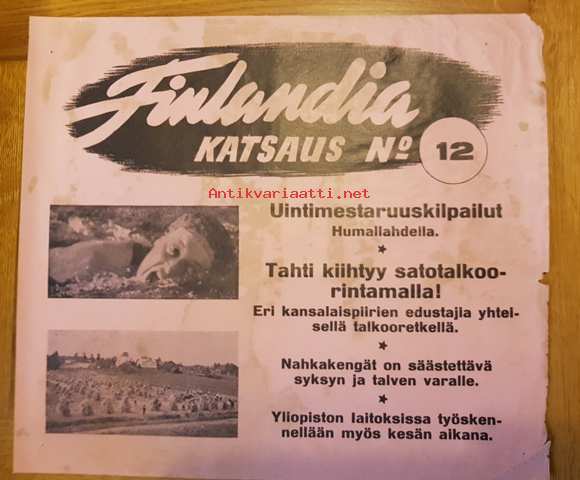 Finlandia
KATSAUS Nº 12
Antikvariaatti.net
Uintimestaruuskilpailut
Humallahdella.
Tahti kiihtyy satotalkoo-
rintamalla!
Eri kansalaispiirien edustajia yhtei-
sellä talkooretkellä.
Nahkakengät on säästettävä
syksyn ja talven varalle.
Yliopiston laitoksissa työsken-
nellään myös kesän aikana.